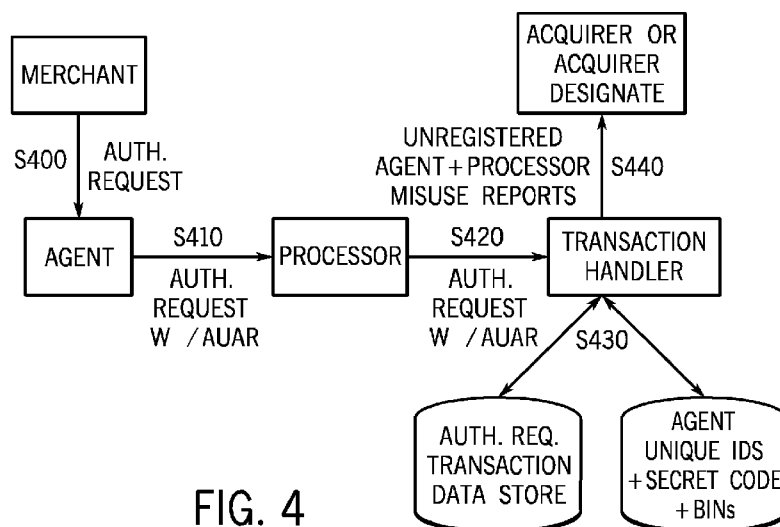 ACQUIRER OR
ACQUIRER
DESIGNATE
MERCHANT
S400
AUTH.
REQUEST
UNREGISTERED
AGENT+PROCESSOR
MISUSE REPORTS
S440
AGENT
S410
AUTH.
REQUEST
W /AUAR
PROCESSOR
S420
AUTH.
REQUEST
W /AUAR
TRANSACTION
HANDLER
S430
AUTH. REQ.
TRANSACTION
DATA STORE
AGENT
UNIQUE IDS
+SECRET CODE
+BINs
FIG. 4